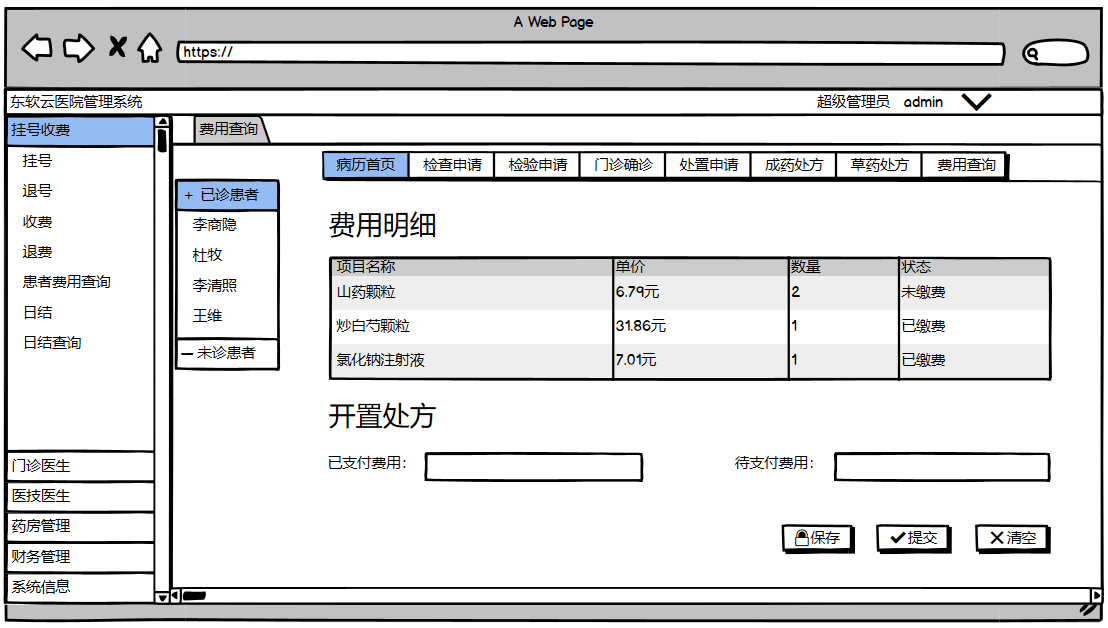 A Web Page
https://
东软云医院管理系统
超级管理员 admin
挂号收费
挂号
退号
收费
退费
患者费用查询
日结
日结查询
门诊医生
医技医生
药房管理
财务管理
系统信息
费用查询
病历首页 检查申请 检验申请 门诊确诊 处置申请 成药处方 草药处方 费用查询
+ 已诊患者
李商隐
杜牧
李清照
王维
— 未诊患者
费用明细
项目名称 单价 数量 状态
山药颗粒 6.79元 2 未缴费
炒白芍颗粒 31.86元 1 已缴费
氯化钠注射液 7.01元 1 已缴费
开置处方
已支付费用： 待支付费用：
保存 提交 清空